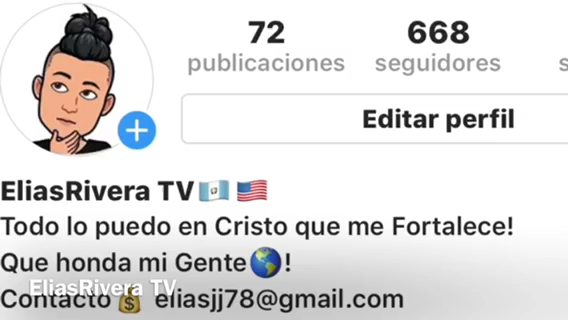 72 668 s
publicaciones seguidores
Editar perfil
EliasRivera TV🇬🇹🇺🇸
Todo lo puedo en Cristo que me Fortalece!
Que honda mi Gente🌎!
EliasRivera TV
Contacto💰 eliasjj78@gmail.com